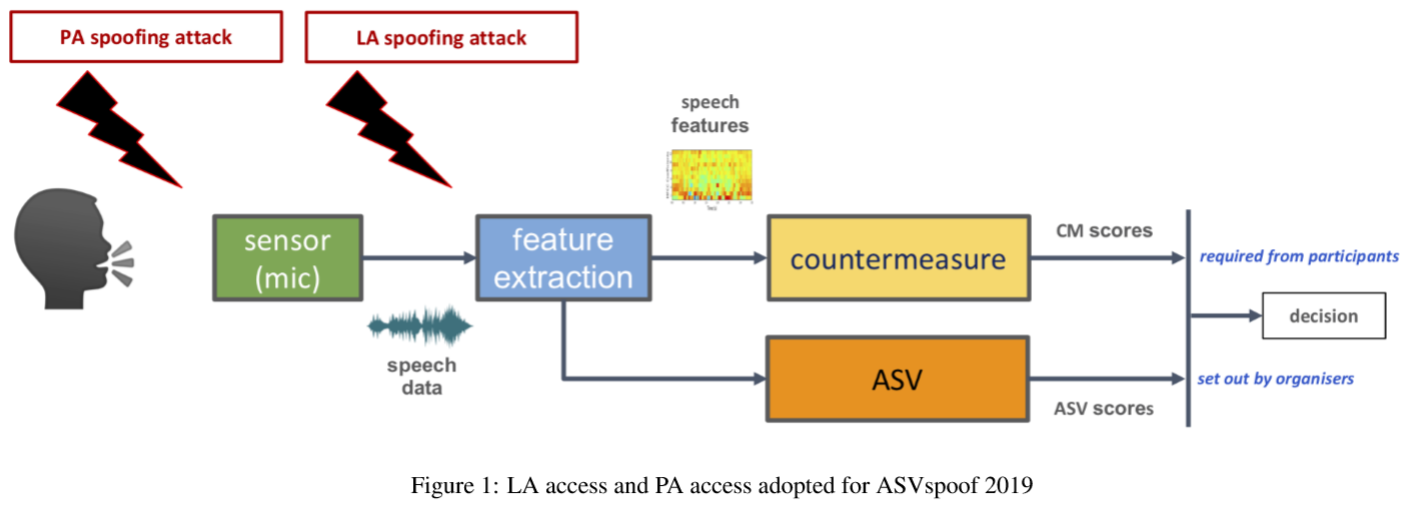 PA spoofing attack
LA spoofing attack
speech
features
sensor
(mic)
feature
extraction
countermeasure
CM scores
required from participants
decision
speech
data
ASV
ASV scores
set out by organisers
Figure 1: LA access and PA access adopted for ASVspoof 2019